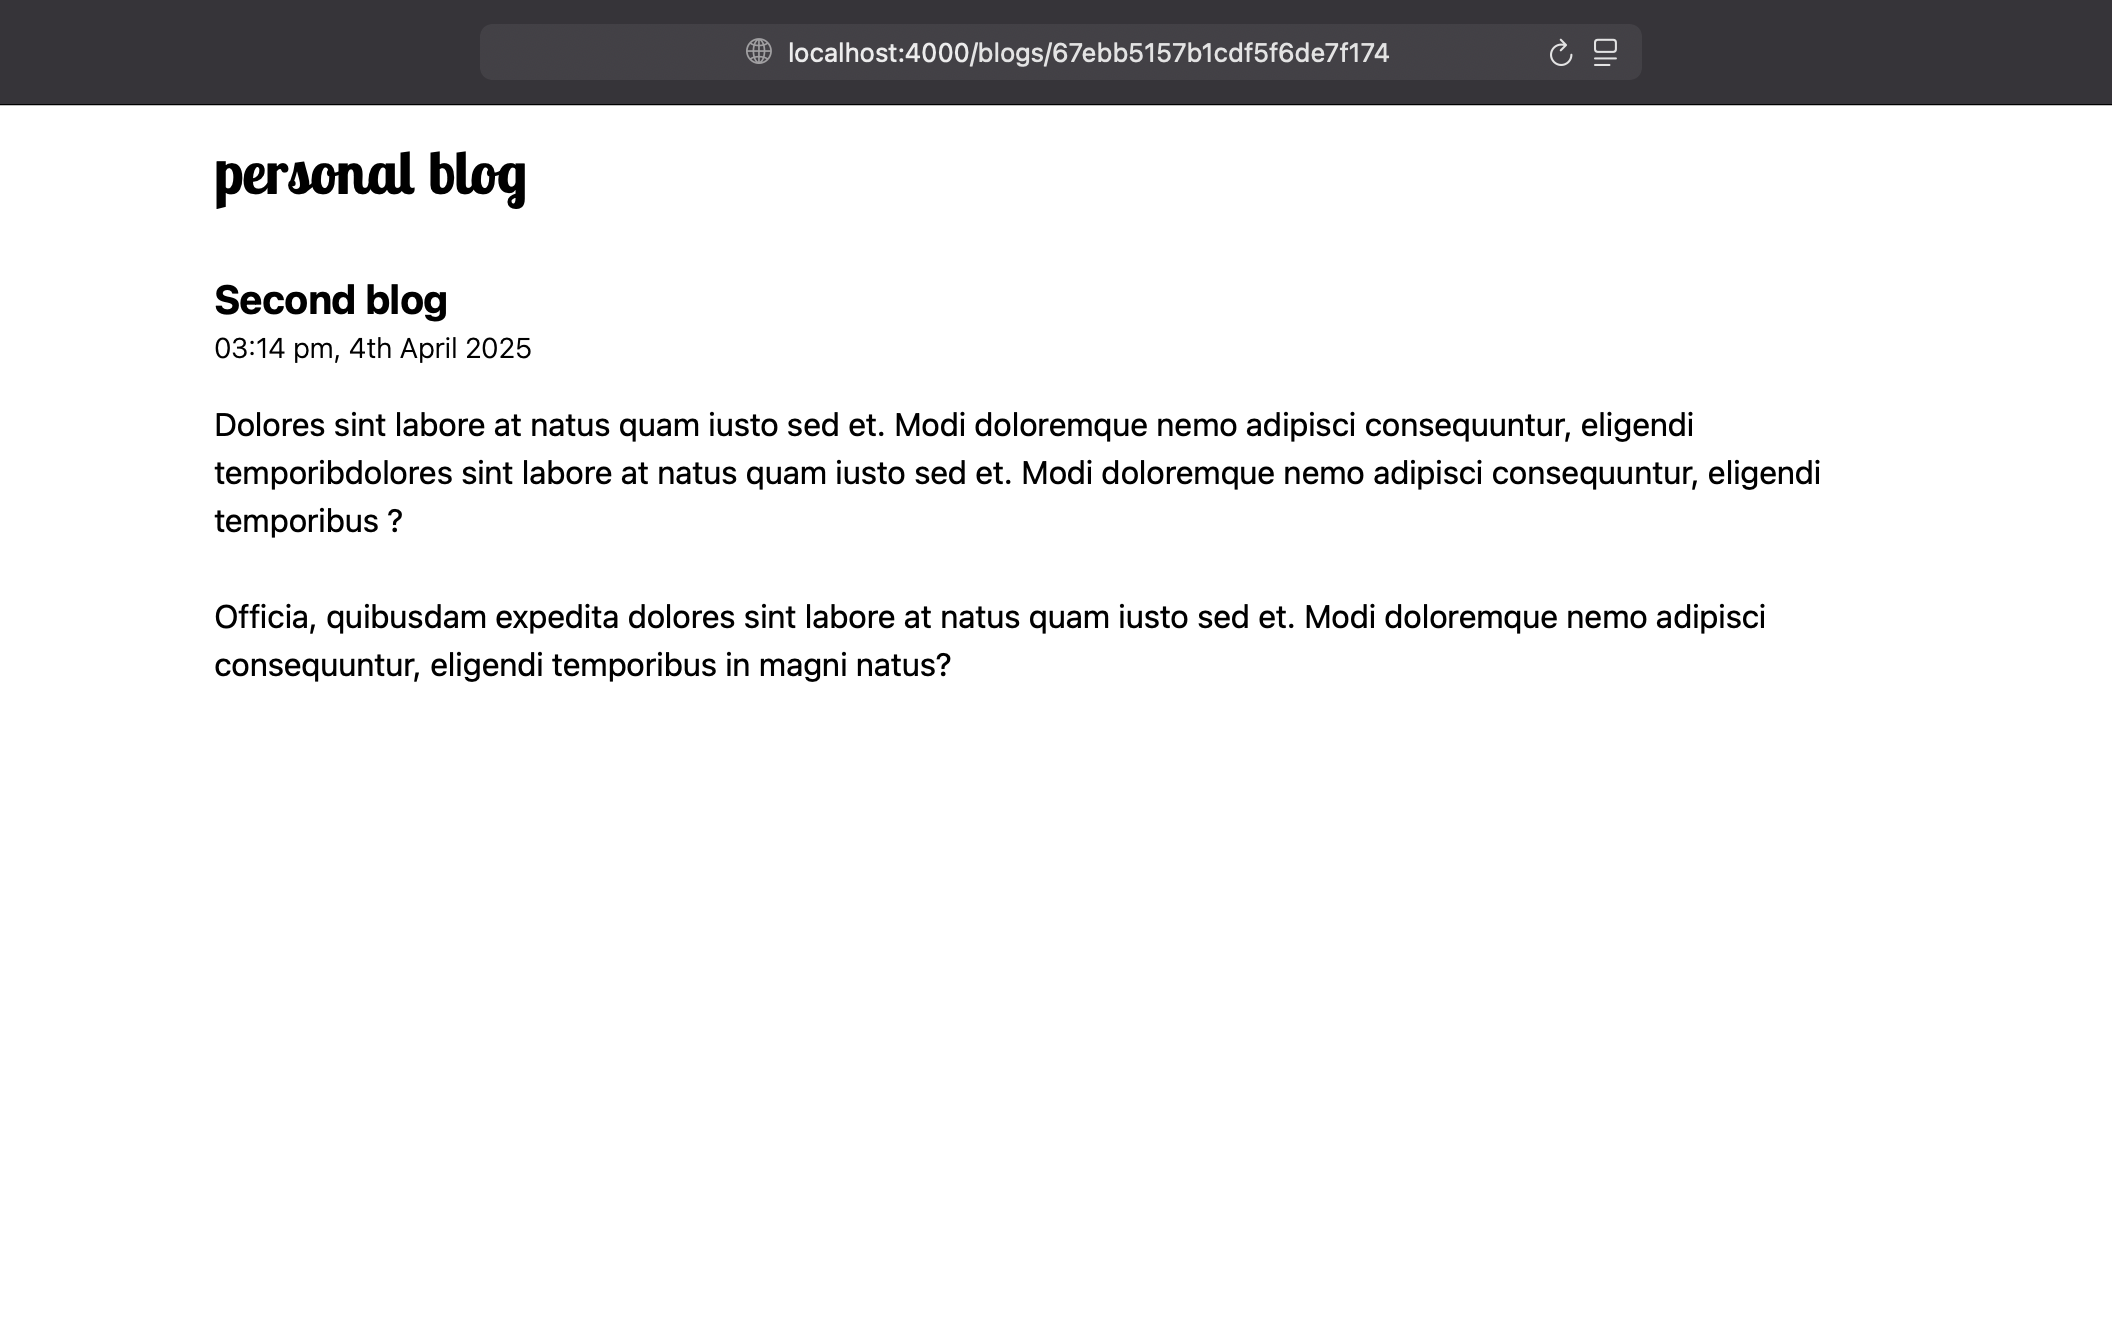 localhost:4000/blogs/67ebb5157b1cdf5f6de7f174
personal blog
Second blog
03:14 pm, 4th April 2025
Dolores sint labore at natus quam iusto sed et. Modi doloremque nemo adipisci consequuntur, eligendi
temporibdolores sint labore at natus quam iusto sed et. Modi doloremque nemo adipisci consequuntur, eligendi
temporibus ?
Officia, quibusdam expedita dolores sint labore at natus quam iusto sed et. Modi doloremque nemo adipisci
consequuntur, eligendi temporibus in magni natus?